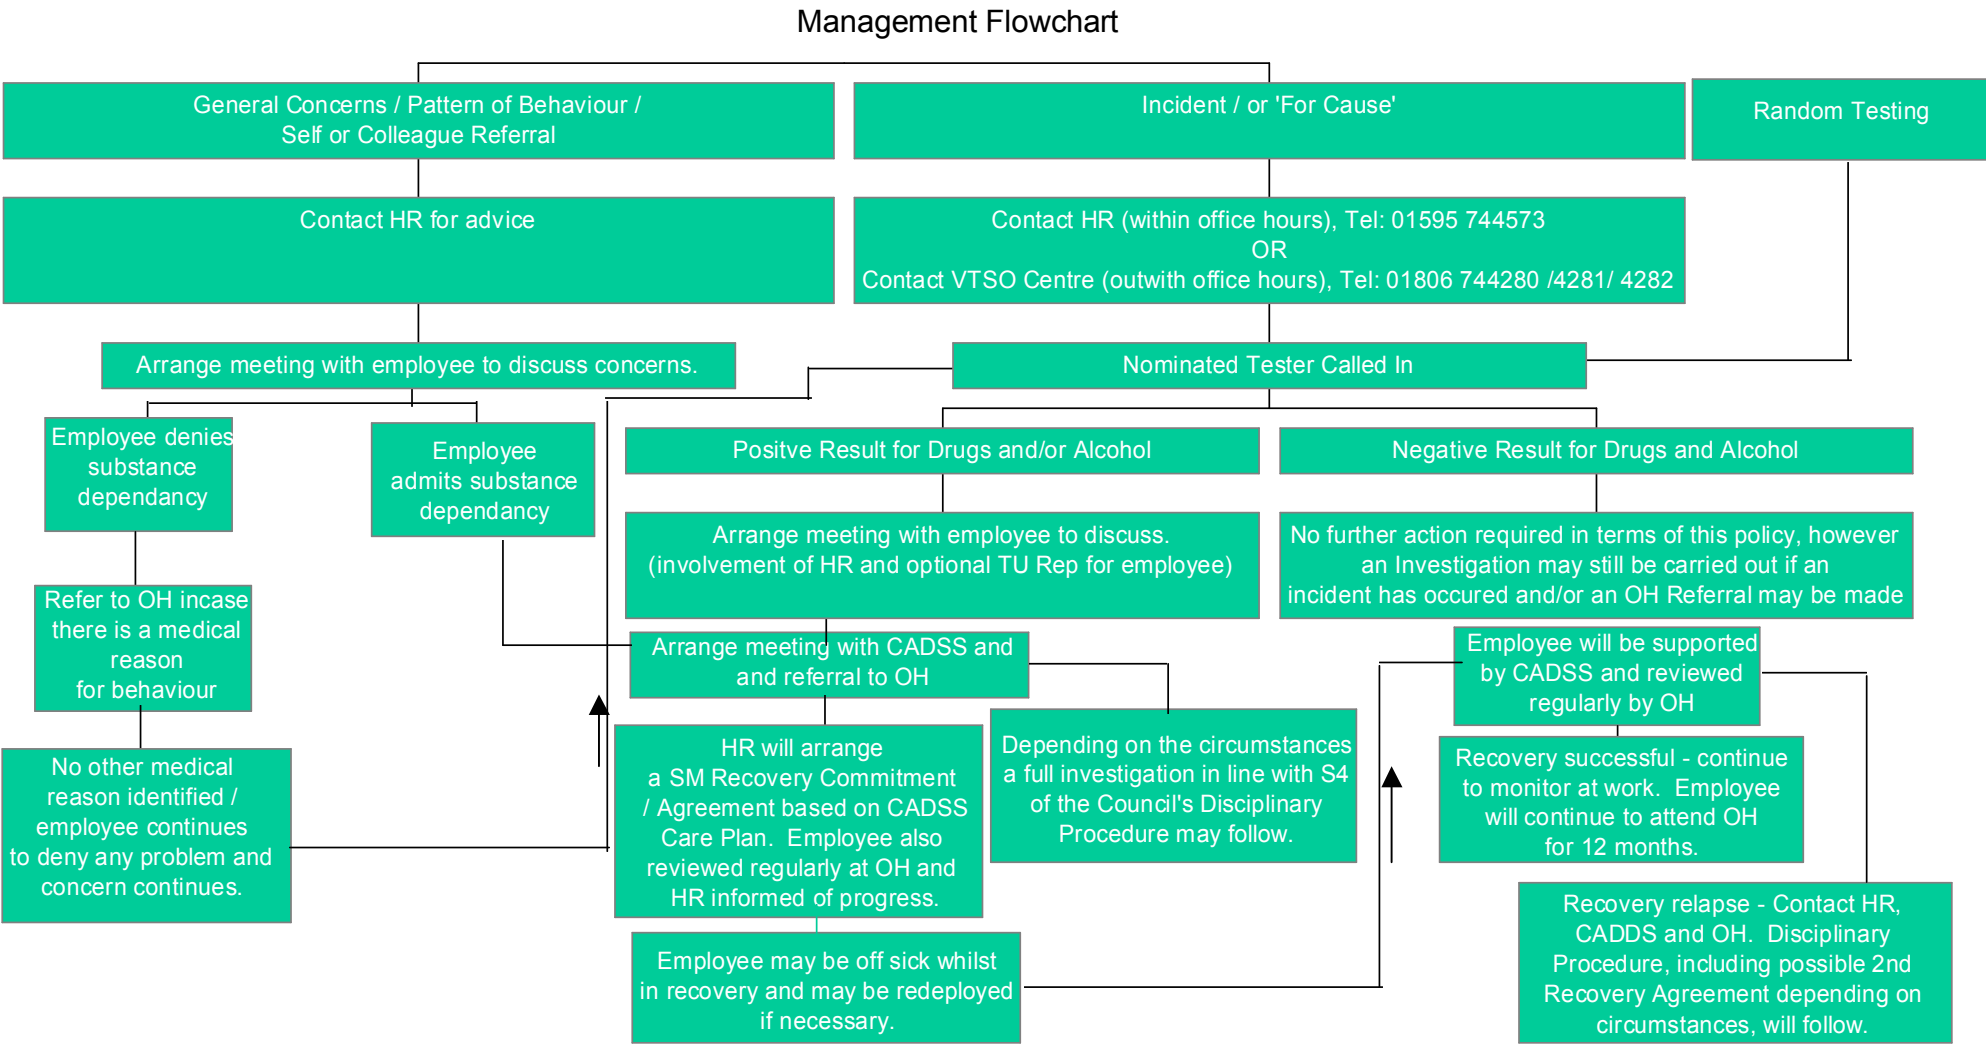 Management Flowchart
General Concerns / Pattern of Behaviour /
Self or Colleague Referral
Incident / or 'For Cause'
Random Testing
Contact HR for advice
Contact HR (within office hours), Tel: 01595 744573
OR
Contact VTSO Centre (outwith office hours), Tel: 01806 744280 /4281/ 4282
Arrange meeting with employee to discuss concerns.
Nominated Tester Called In
Employee denies
substance
dependancy
Employee
admits substance
dependancy
Positve Result for Drugs and/or Alcohol
Negative Result for Drugs and Alcohol
Arrange meeting with employee to discuss.
(involvement of HR and optional TU Rep for employee)
No further action required in terms of this policy, however
an Investigation may still be carried out if an
incident has occured and/or an OH Referral may be made
Refer to OH incase
there is a medical
reason
for behaviour
Arrange meeting with CADSS and
and referral to OH
Employee will be supported
by CADSS and reviewed
regularly by OH
No other medical
reason identified /
employee continues
to deny any problem and
concern continues.
HR will arrange
a SM Recovery Commitment
/ Agreement based on CADSS
Care Plan.  Employee also
reviewed regularly at OH and
HR informed of progress.
Depending on the circumstances
a full investigation in line with S4
of the Council's Disciplinary
Procedure may follow.
Recovery successful - continue
to monitor at work.  Employee
will continue to attend OH
for 12 months.
Employee may be off sick whilst
in recovery and may be redeployed
if necessary.
Recovery relapse - Contact HR,
CADDS and OH.  Disciplinary
Procedure, including possible 2nd
Recovery Agreement depending on
circumstances, will follow.